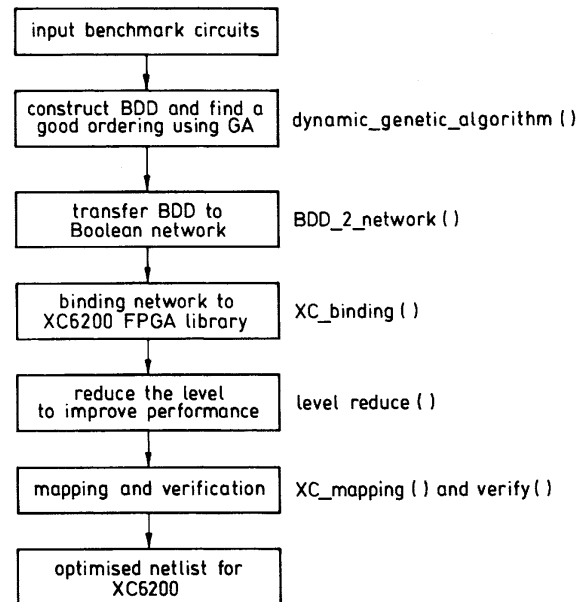 input benchmark circuits
construct BDD and find a
good ordering using GA
dynamic_genetic_algorithm ( )
transfer BDD to
Boolean network
BDD_2_network ( )
binding network to
XC6200 FPGA library
XC_binding ( )
reduce the level
to improve performance
level reduce ( )
mapping and verification
XC_mapping ( ) and verify ( )
optimised netlist for
XC6200